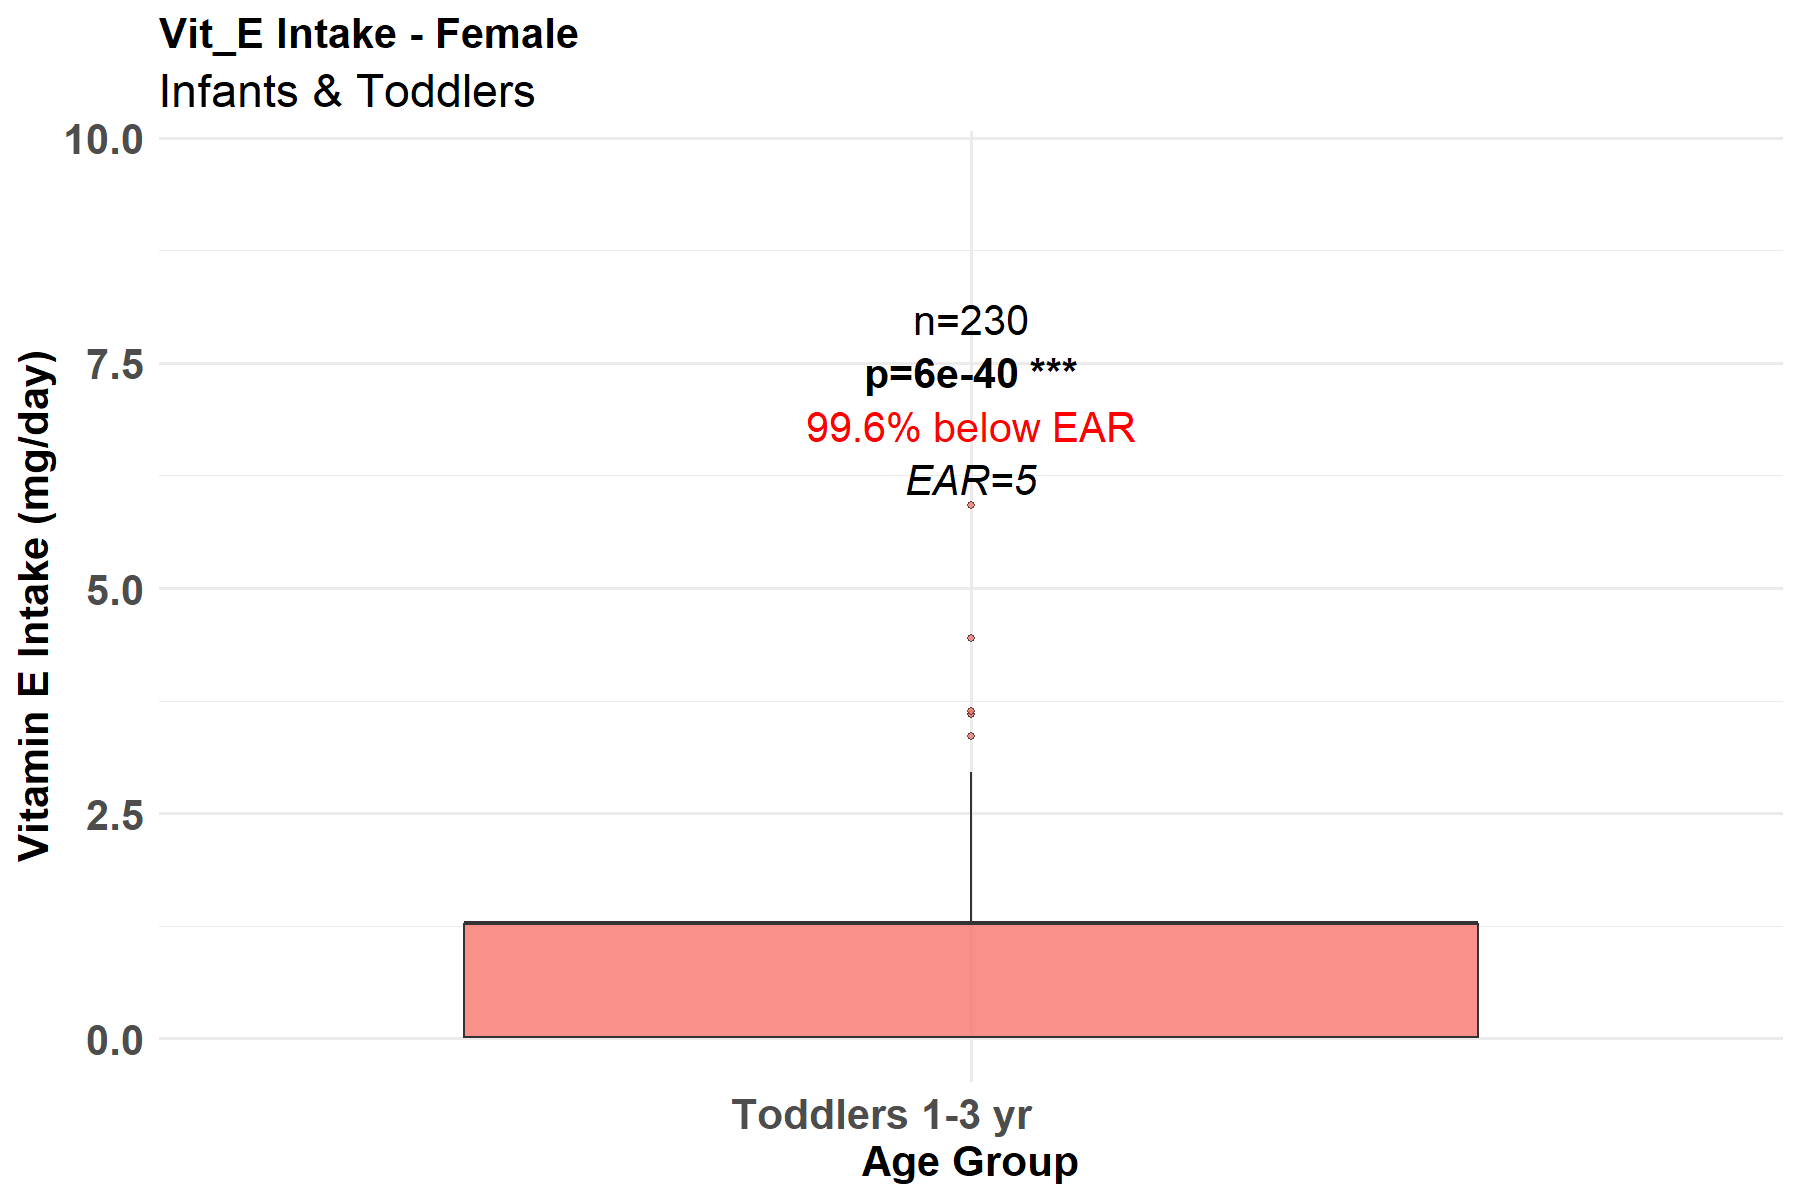 Vit_E Intake - Female
Infants & Toddlers
10.0
7.5
5.0
2.5
0.0
Vitamin E Intake (mg/day)
n=230
p=6e-40 ***
99.6% below EAR
EAR=5
Toddlers 1-3 yr
Age Group